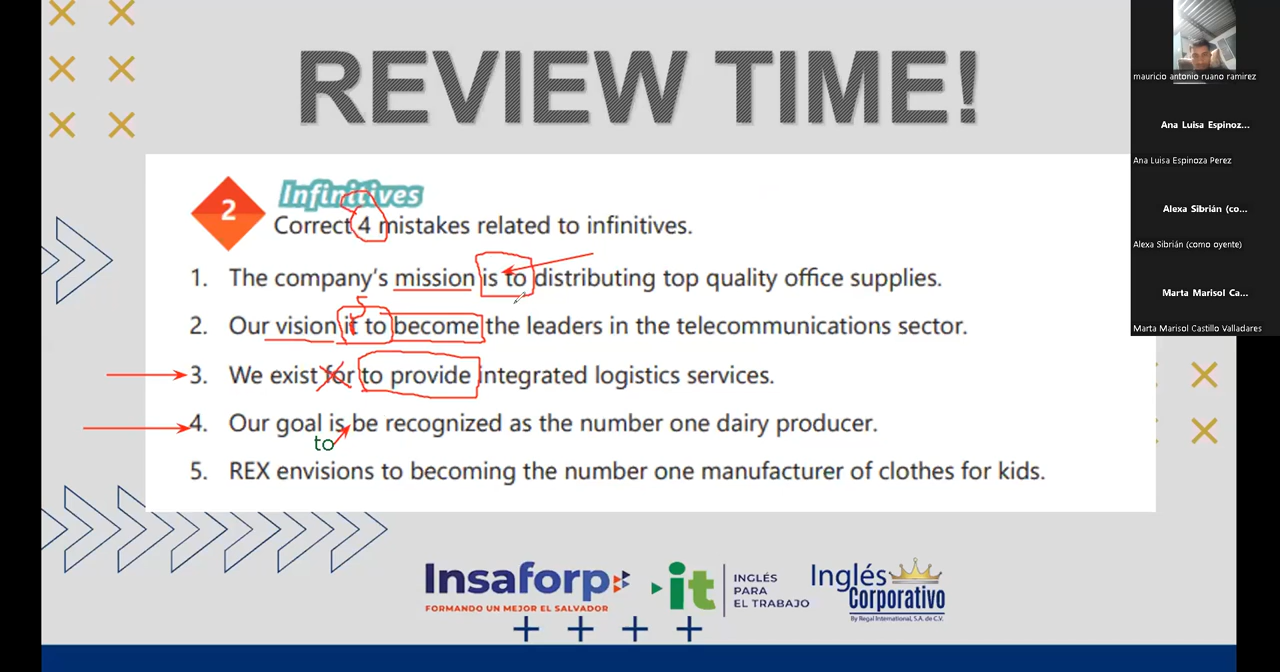 REVIEW TIME!
2
Infinitives
Correct 4 mistakes related to infinitives.
5
1. The company's mission is to distributing top quality office supplies.
s
2. Our vision it to become the leaders in the telecommunications sector.
3. We exist for to provide integrated logistics services.
4. Our goal is be recognized as the number one dairy producer.
to
5. REX envisions to becoming the number one manufacturer of clothes for kids.
Insaforp
FORMANDO UN MEJOR EL SALVADOR
it
INGLÉS
PARA
EL TRABAJO
Inglés
Corporativo
By Regal International, S.A. de C.V.
mauricio antonio ruano ramirez
Ana Luisa Espinoz...
Ana Luisa Espinoza Perez
Alexa Sibrián (co...
Alexa Sibrián (como oyente)
Marta Marisol Ca...
Marta Marisol Castillo Valladares